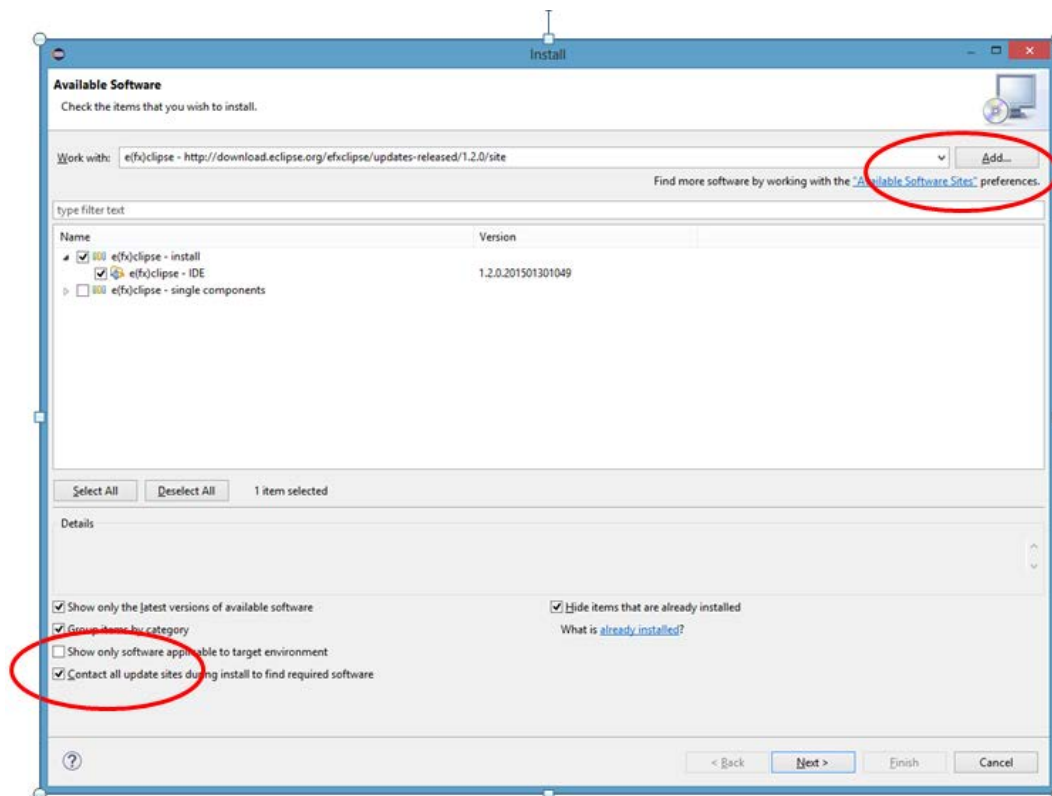 Install
Available Software
Check the items that you wish to install.
Work with: e(fx)clipse - http://download.eclipse.org/efxclipse/updates-released/1.2.0/site Add...
Find more software by working with the "Available Software Sites" preferences.
type filter text
Name Version
e(fx)clipse - install
e(fx)clipse - IDE 1.2.0.201501301049
e(fx)clipse - single components
Select All Deselect All 1 item selected
Details
Show only the latest versions of available software Hide items that are already installed
Group items by category What is already installed?
Show only software applicable to target environment
Contact all update sites during install to find required software
? < Back Next > Finish Cancel